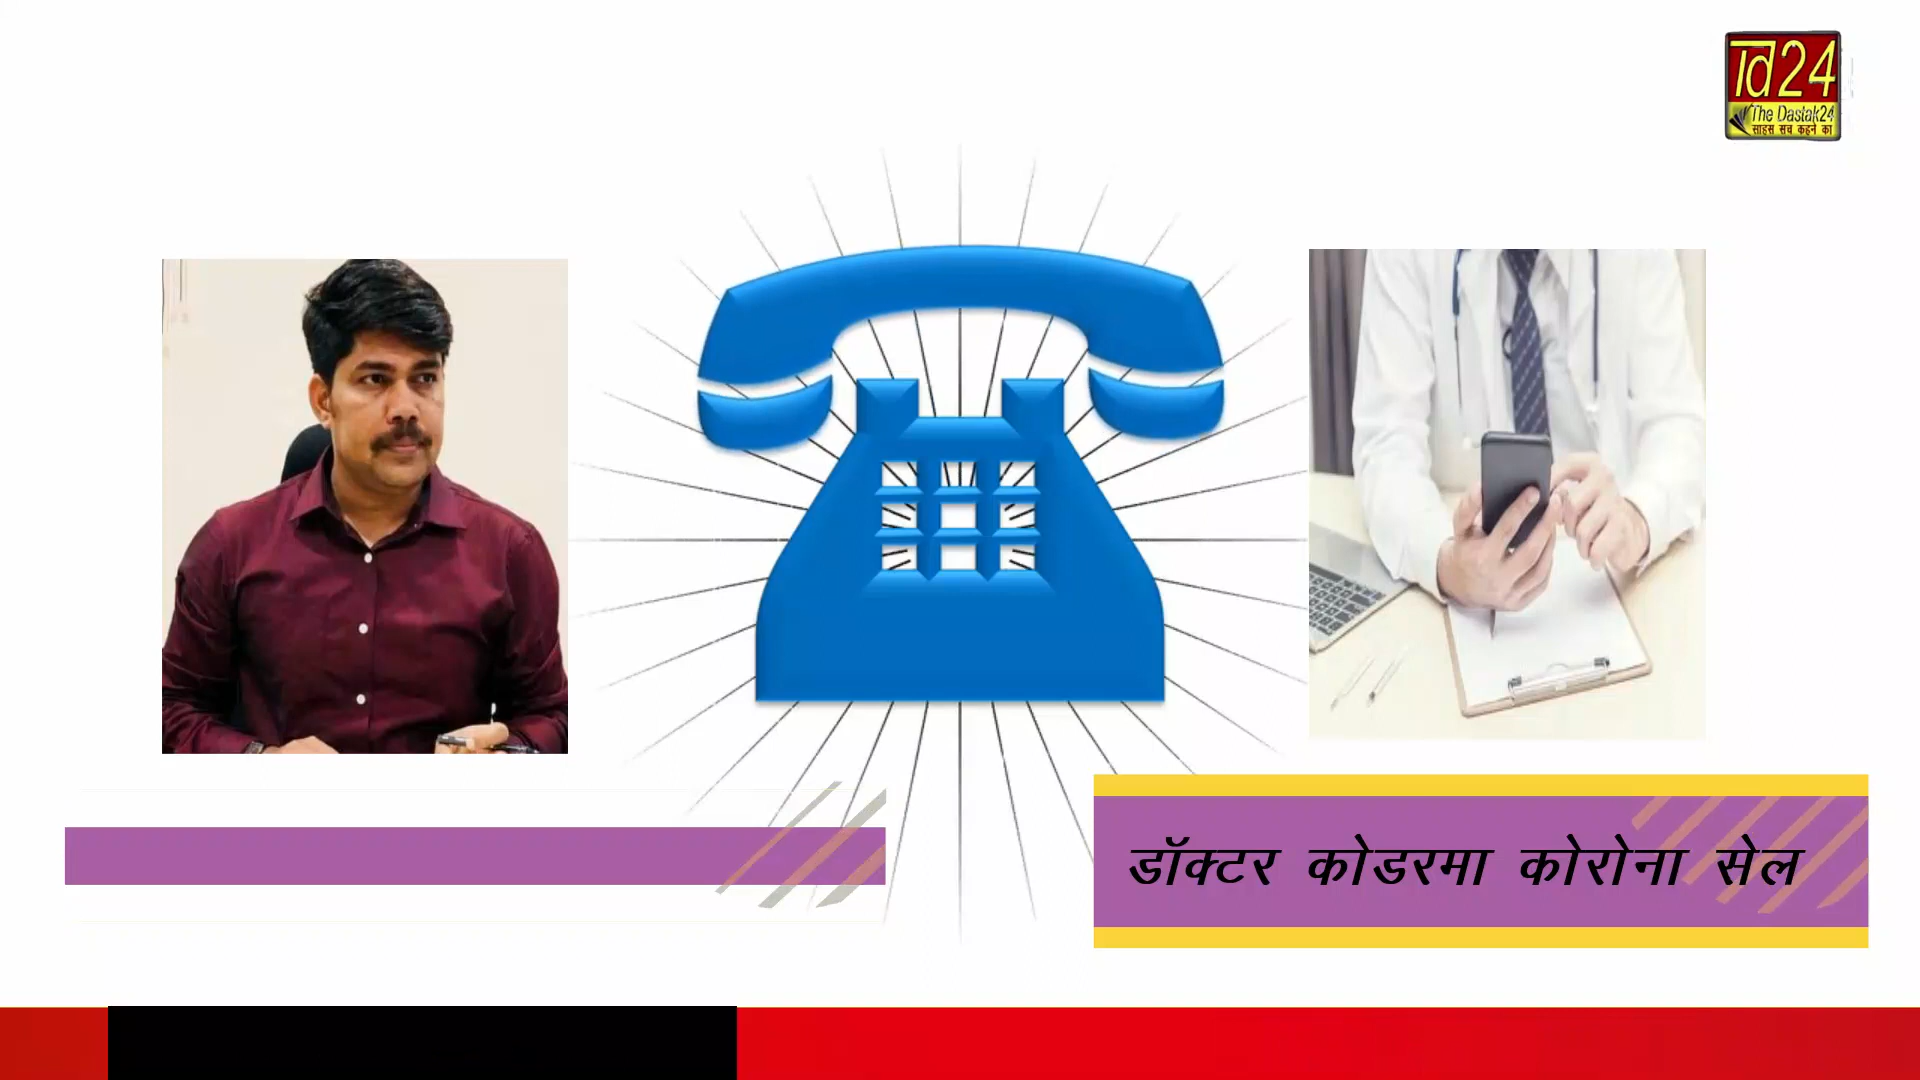 Td24
The Dastak24
साहस सच कहने का
डॉक्टर कोडरमा कोरोना सेल